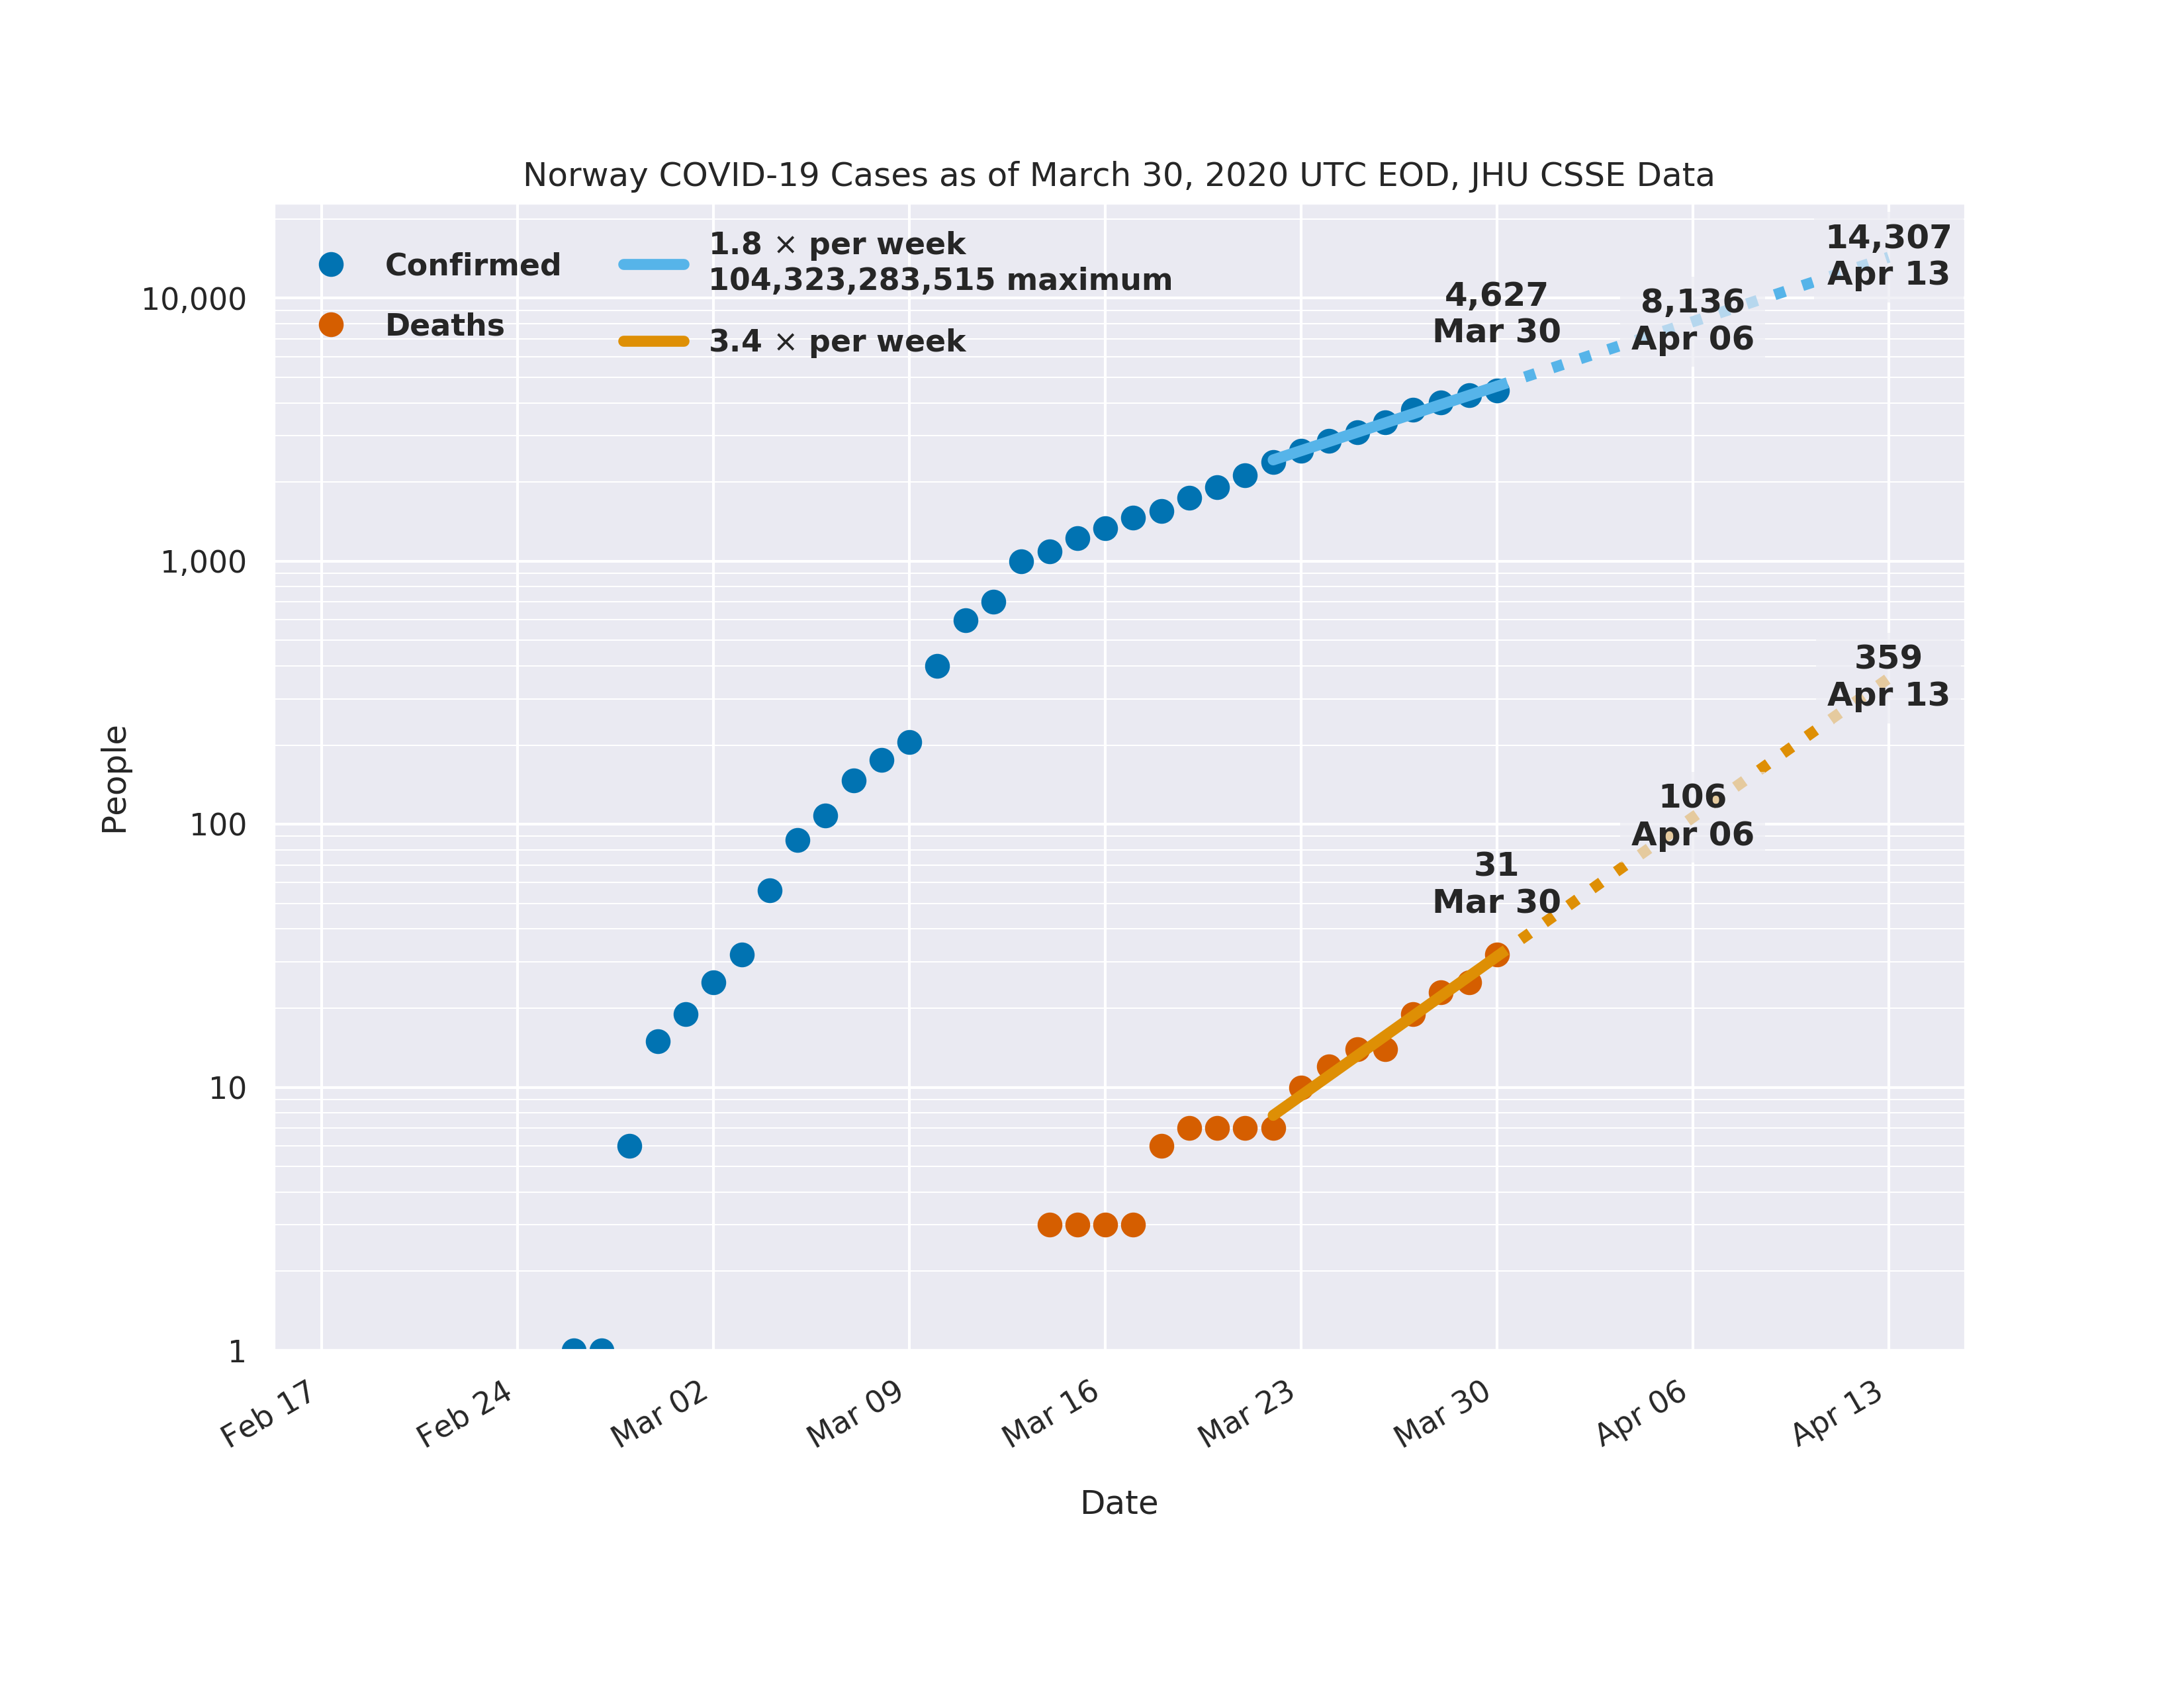 Norway COVID-19 Cases as of March 30, 2020 UTC EOD, JHU CSSE Data
Confirmed
Deaths
1.8 × per week
104,323,283,515 maximum
3.4 × per week
14,307
Apr 13
4,627
Mar 30
8,136
Apr 06
359
Apr 13
106
Apr 06
31
Mar 30
People
10,000
1,000
100
10
1
Feb 17
Feb 24
Mar 02
Mar 09
Mar 16
Mar 23
Mar 30
Apr 06
Apr 13
Date